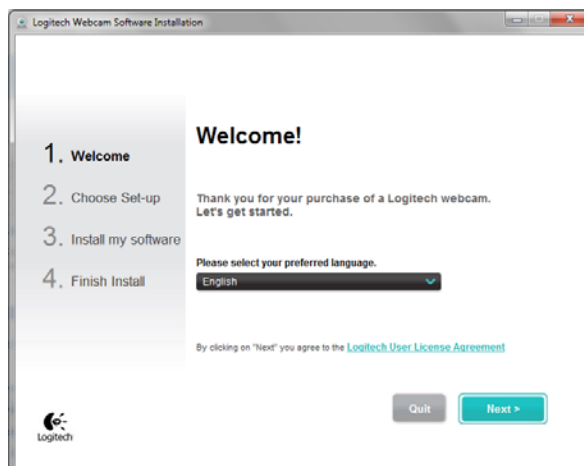 Logitech Webcam Software Installation
1. Welcome
2. Choose Set-up
3. Install my software
4. Finish Install
Welcome!
Thank you for your purchase of a Logitech webcam.
Let's get started.
Please select your preferred language.
English
By clicking on "Next" you agree to the Logitech User License Agreement
Quit
Next >
Logitech